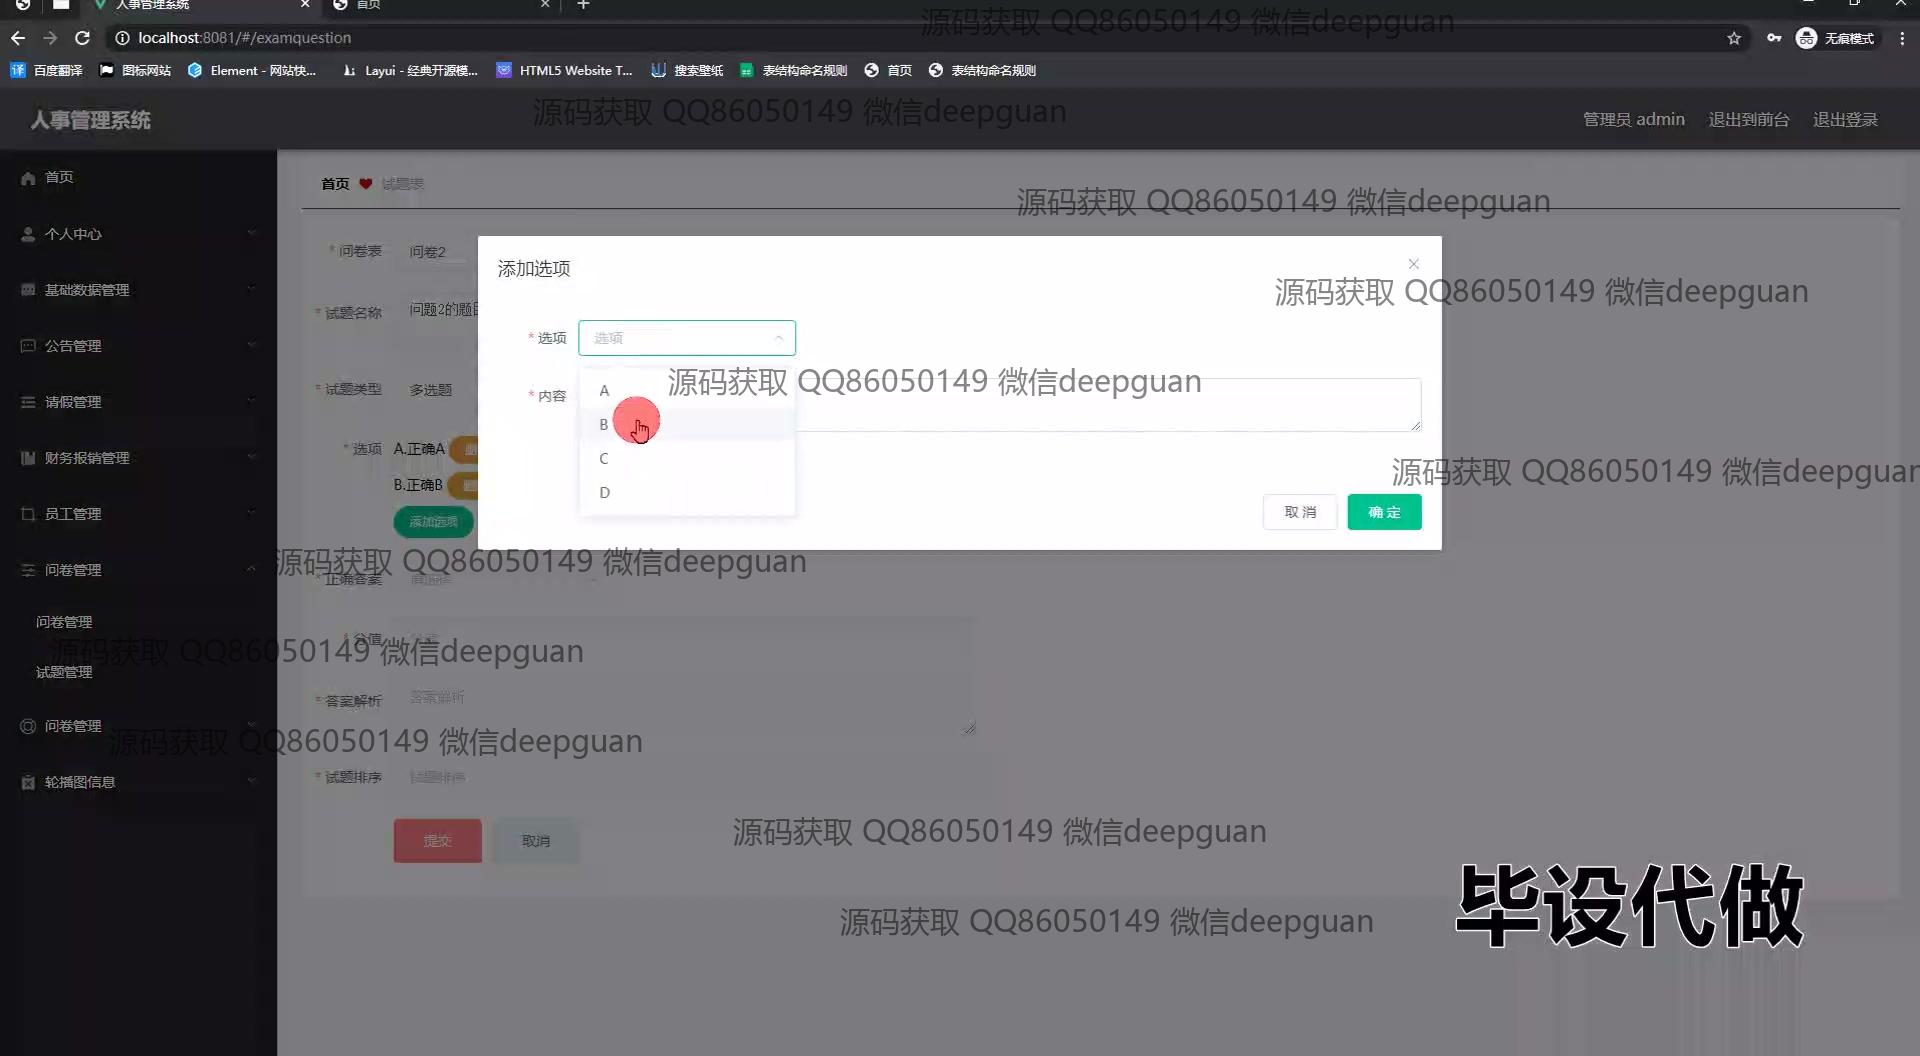 人事管理系统
首页
localhost:8081/#/examquestion
无痕模式
百度翻译
图标网站
Element - 网站快...
Layui - 经典开源模...
HTML5 Website T...
搜索壁纸
表结构命名规则
首页
表结构命名规则
源码获取 QQ86050149 微信deepguan
源码获取 QQ86050149 微信deepguan
人事管理系统
管理员 admin
退出到前台
退出登录
首页
个人中心
基础数据管理
公告管理
请假管理
财务报销管理
员工管理
问卷管理
问卷管理
试题管理
问卷管理
轮播图信息
首页 试题表
源码获取 QQ86050149 微信deepguan
* 问卷表 问卷2
* 试题名称 问题2的题目
* 试题类型 多选题
* 选项 A.正确A
B.正确B
添加选项
添加选项
源码获取 QQ86050149 微信deepguan
* 选项 选项
源码获取 QQ86050149 微信deepguan
* 内容
A
B
C
D
源码获取 QQ86050149 微信deepguan
取消
确定
源码获取 QQ86050149 微信deepguan
* 正确答案
* 分值
源码获取 QQ86050149 微信deepguan
* 答案解析 答案解析
源码获取 QQ86050149 微信deepguan
* 试题排序 试题排序
提交
取消
源码获取 QQ86050149 微信deepguan
毕设代做
源码获取 QQ86050149 微信deepguan